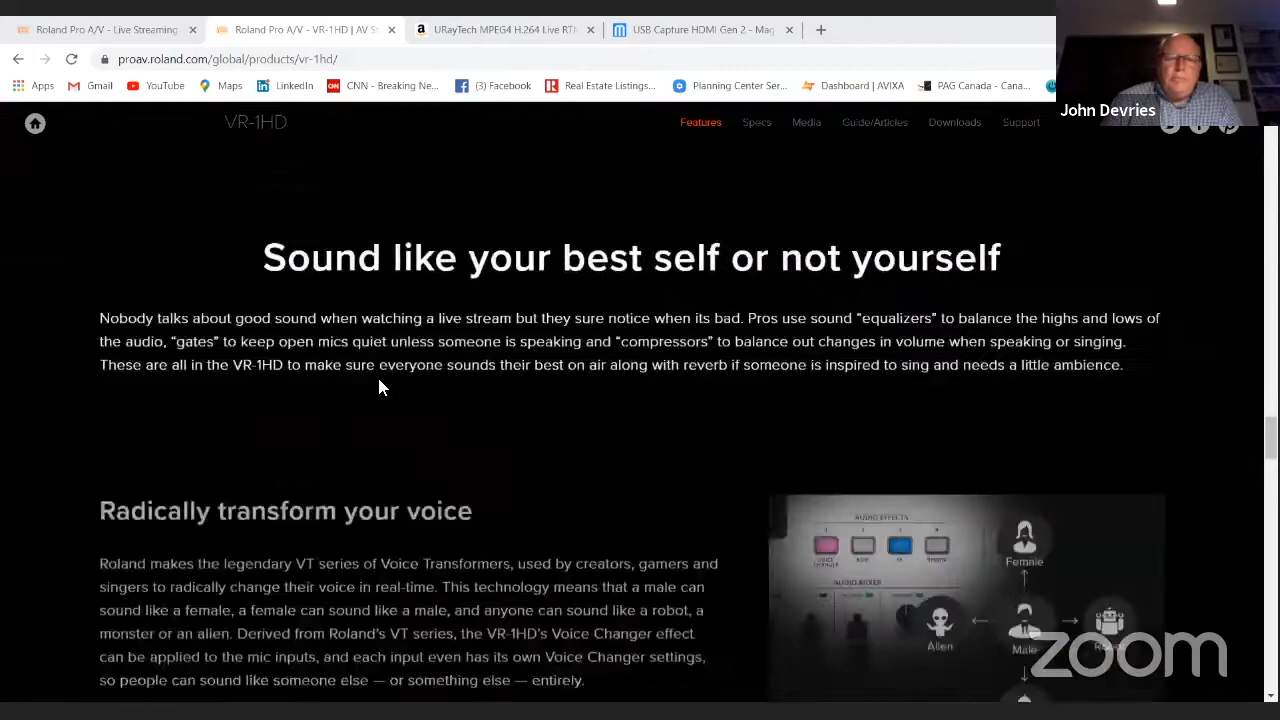 Roland Pro A/V - Live Streaming
Roland Pro A/V - VR-1HD | AV St
URayTech MPEG4 H.264 Live RTM
USB Capture HDMI Gen 2 - Mag
proav.roland.com/global/products/vr-1hd/
Apps Gmail YouTube Maps LinkedIn CNN - Breaking Ne... (3) Facebook Real Estate Listings... Planning Center Ser... Dashboard | AVIXA PAG Canada - Cana...
John Devries
VR-1HD Features Specs Media Guide/Articles Downloads Support
Sound like your best self or not yourself
Nobody talks about good sound when watching a live stream but they sure notice when its bad. Pros use sound “equalizers” to balance the highs and lows of
the audio, “gates” to keep open mics quiet unless someone is speaking and “compressors” to balance out changes in volume when speaking or singing.
These are all in the VR-1HD to make sure everyone sounds their best on air along with reverb if someone is inspired to sing and needs a little ambience.
Radically transform your voice
Roland makes the legendary VT series of Voice Transformers, used by creators, gamers and
singers to radically change their voice in real-time. This technology means that a male can
sound like a female, a female can sound like a male, and anyone can sound like a robot, a
monster or an alien. Derived from Roland's VT series, the VR-1HD's Voice Changer effect
can be applied to the mic inputs, and each input even has its own Voice Changer settings,
so people can sound like someone else — or something else — entirely.
AUDIO EFFECTS
VOICE
CHANGER
AUDIO MIXER
Female
Alien
Male
zoom